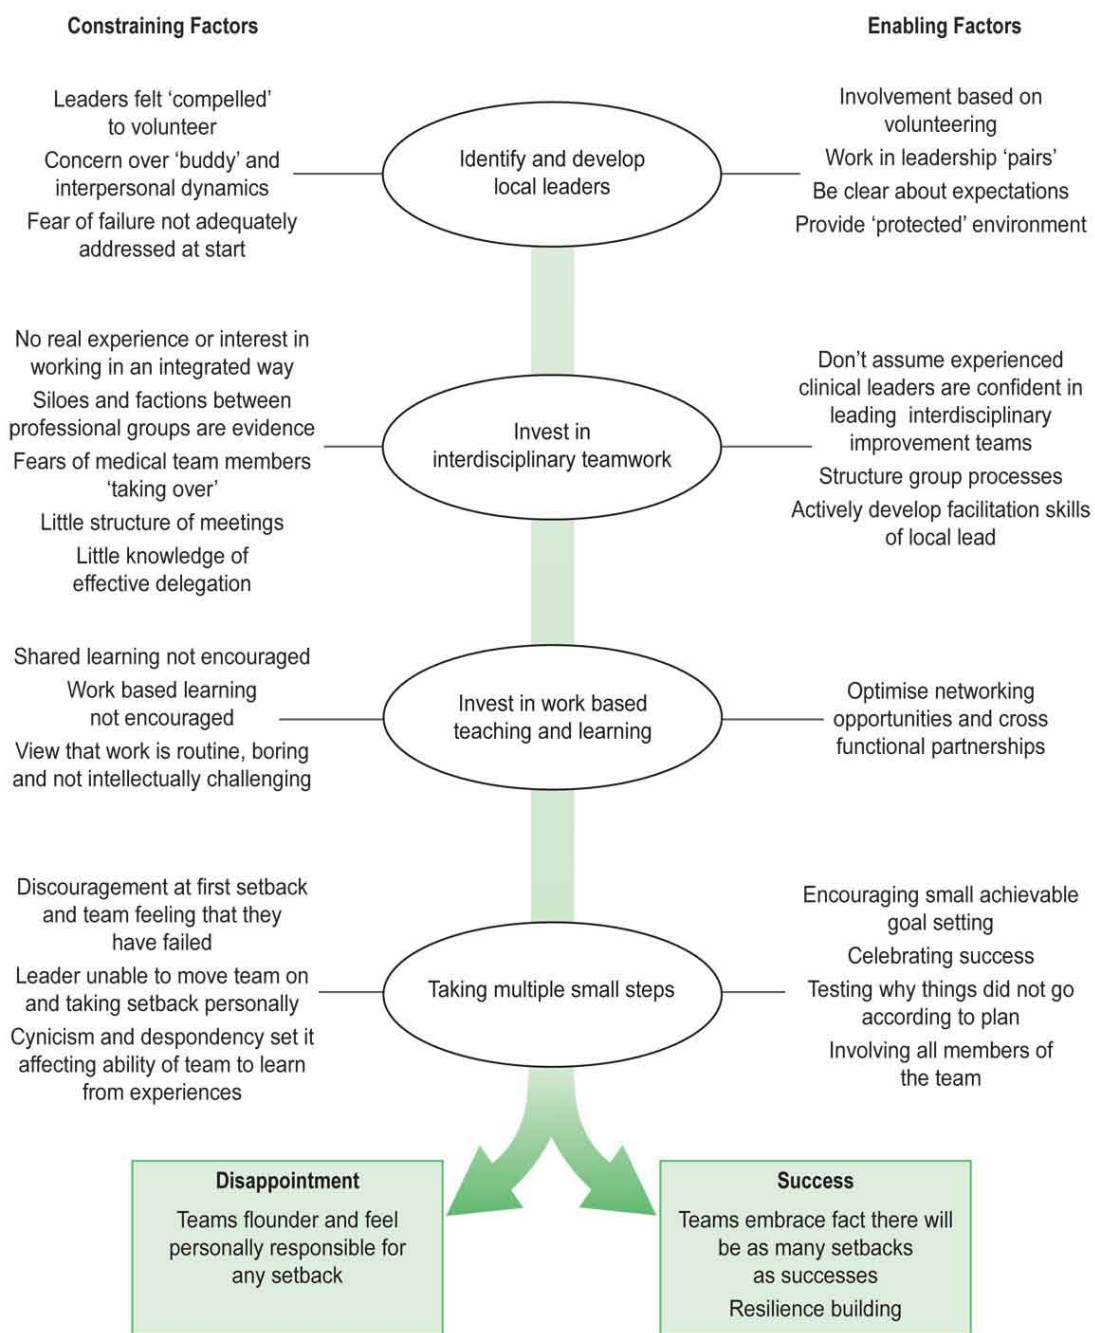 Constraining Factors
Enabling Factors
Leaders felt ‘compelled’
to volunteer
Concern over ‘buddy’ and
interpersonal dynamics
Fear of failure not adequately
addressed at start
Identify and develop
local leaders
Involvement based on
volunteering
Work in leadership ‘pairs’
Be clear about expectations
Provide ‘protected’ environment
No real experience or interest in
working in an integrated way
Siloes and factions between
professional groups are evidence
Fears of medical team members
‘taking over’
Little structure of meetings
Little knowledge of
effective delegation
Invest in
interdisciplinary teamwork
Don’t assume experienced
clinical leaders are confident in
leading interdisciplinary
improvement teams
Structure group processes
Actively develop facilitation skills
of local lead
Shared learning not encouraged
Work based learning
not encouraged
View that work is routine, boring
and not intellectually challenging
Invest in work based
teaching and learning
Optimise networking
opportunities and cross
functional partnerships
Discouragement at first setback
and team feeling that they
have failed
Leader unable to move team on
and taking setback personally
Cynicism and despondency set it
affecting ability of team to learn
from experiences
Taking multiple small steps
Encouraging small achievable
goal setting
Celebrating success
Testing why things did not go
according to plan
Involving all members of
the team
Disappointment
Teams flounder and feel
personally responsible for
any setback
Success
Teams embrace fact there will
be as many setbacks
as successes
Resilience building